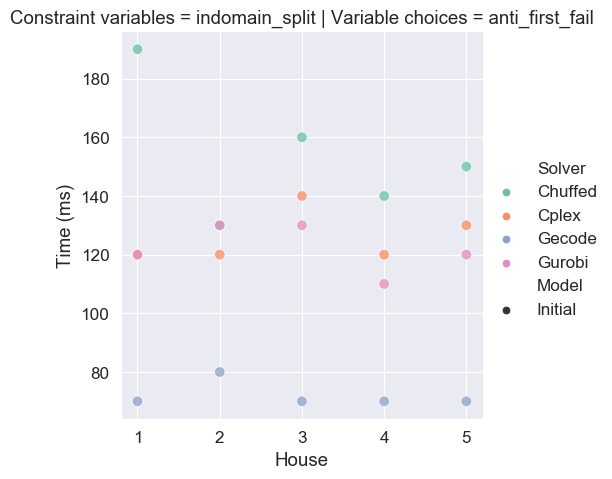 Constraint variables = indomain_split | Variable choices = anti_first_fail
180
160
140
120
100
80
Time (ms)
1 2 3 4 5
House
Solver
Chuffed
Cplex
Gecode
Gurobi
Model
Initial